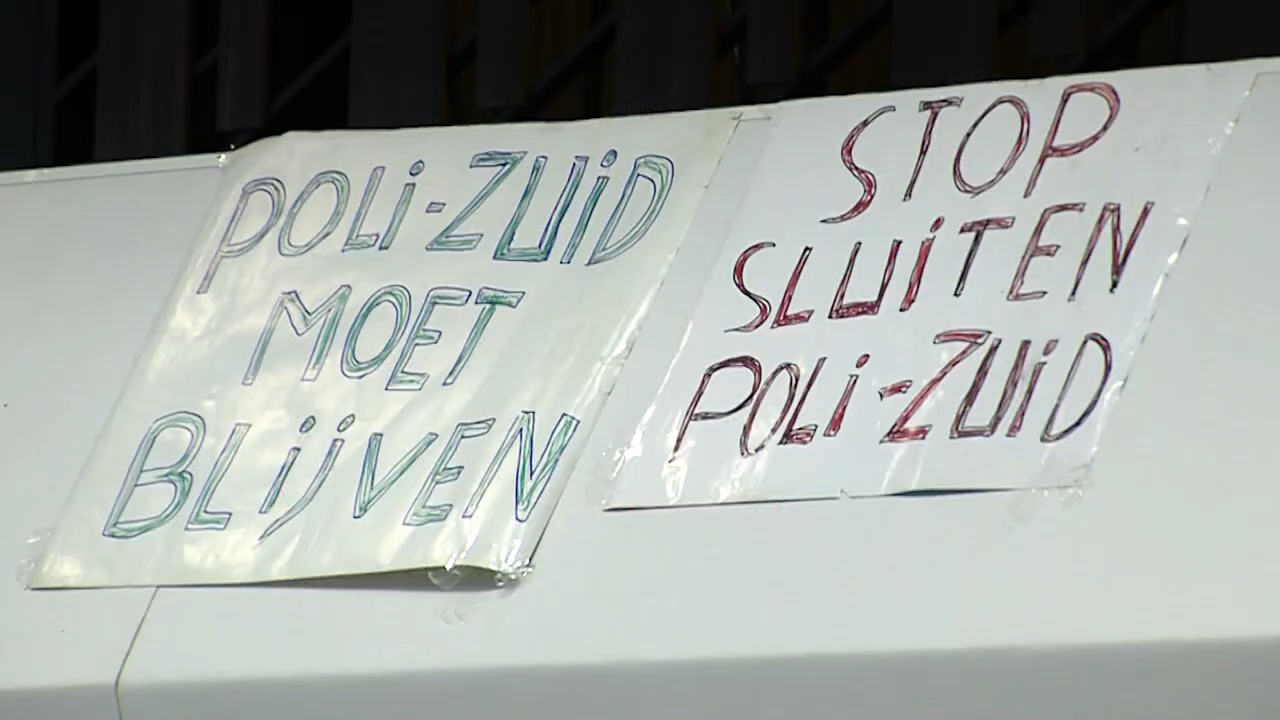 POLi-ZUiD
MOET
BLijVEN
STOP
SLUiTEN
POLi-ZUiD